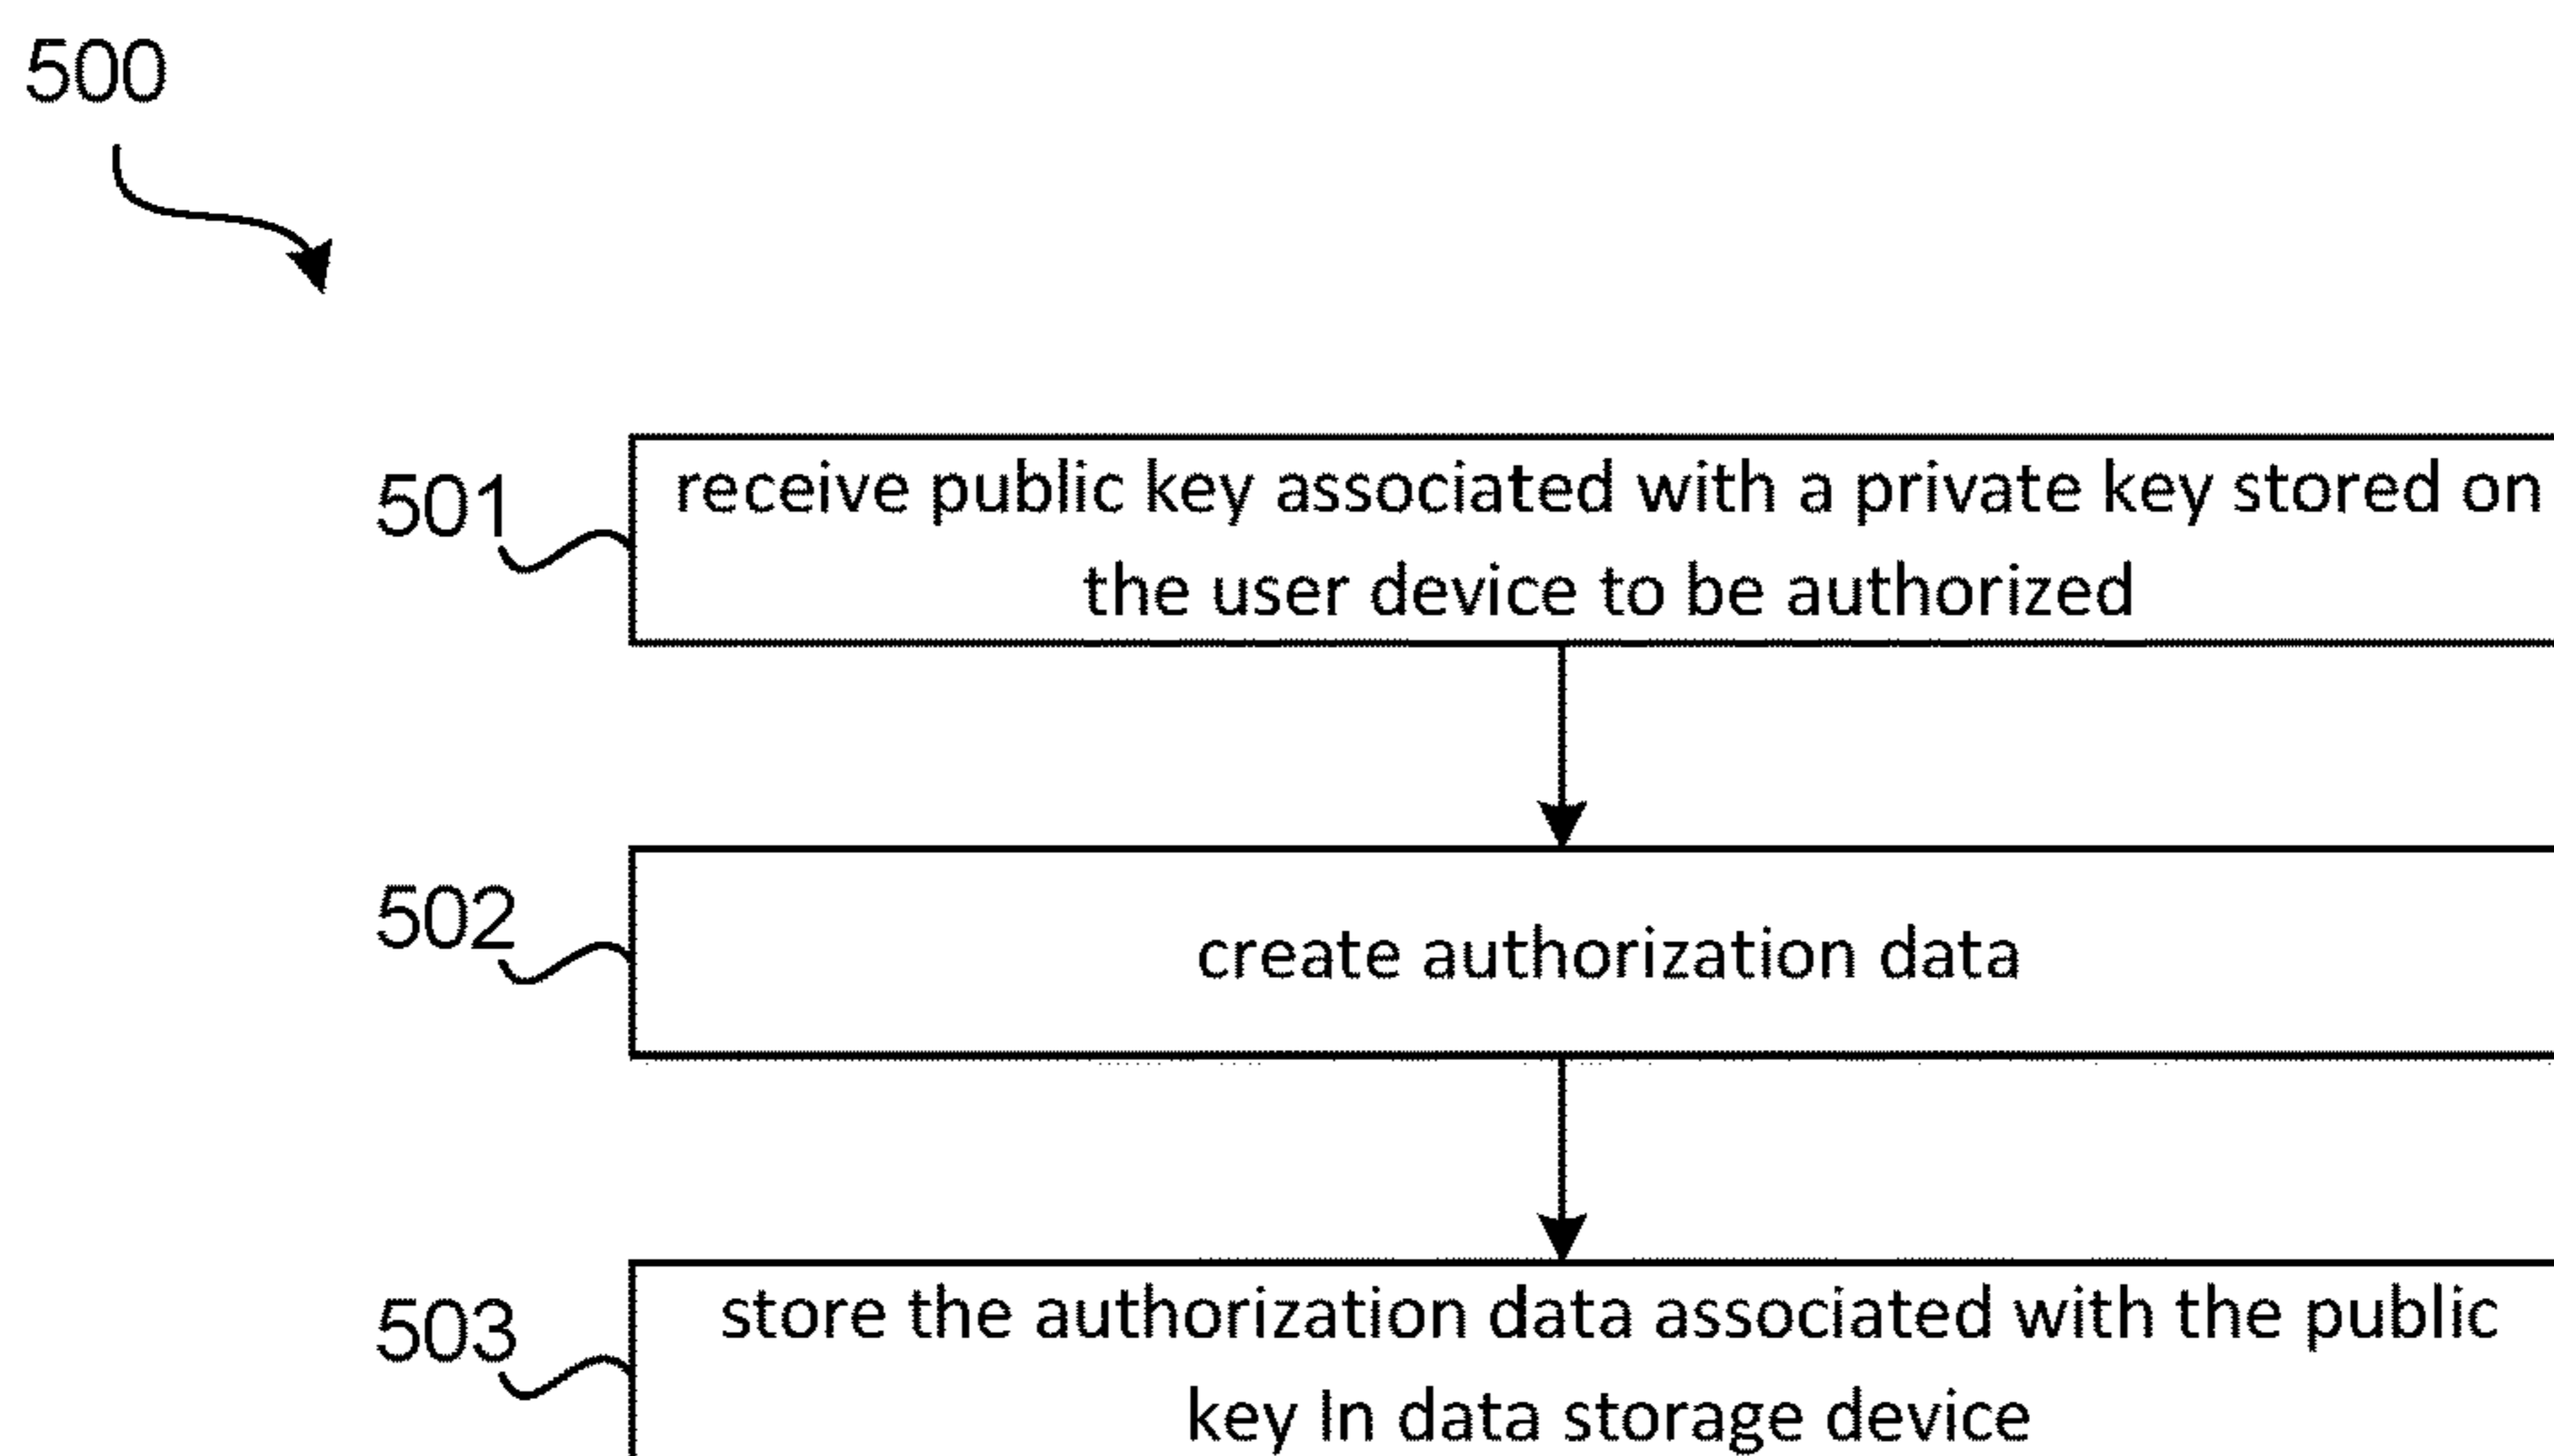 500
501
receive public key associated with a private key stored on
the user device to be authorized
502
create authorization data
503
store the authorization data associated with the public
key In data storage device